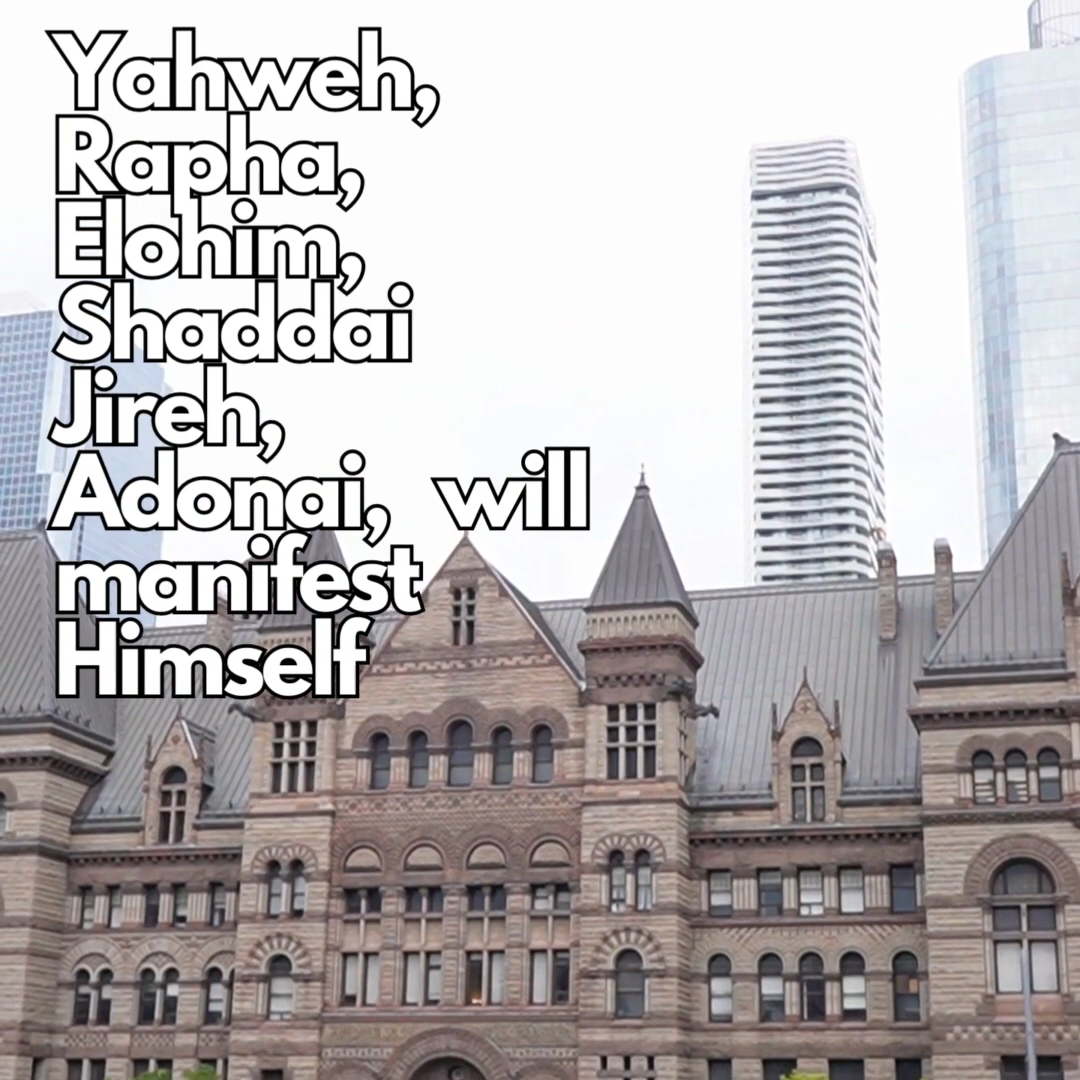 Yahweh,
Rapha,
Elohim,
Shaddai
Jireh,
Adonai, will
manifest
Himself